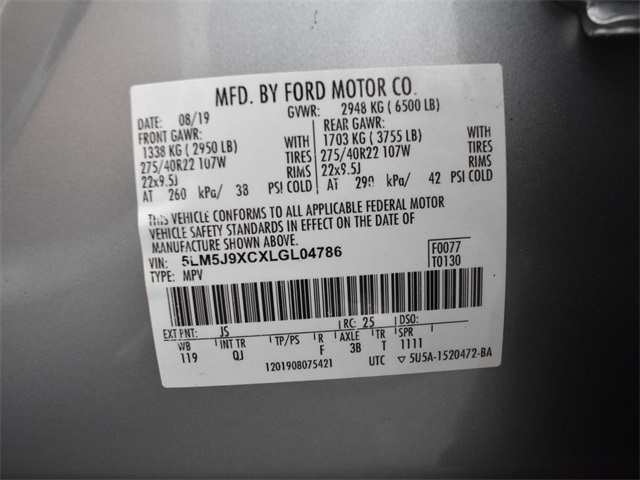 MFD. BY FORD MOTOR CO.
DATE: 08/19 GVWR: 2948 KG ( 6500 LB)
FRONT GAWR: REAR GAWR:
1338 KG ( 2950 LB) WITH 1703 KG ( 3755 LB) WITH
275/40R22 107W TIRES 275/40R22 107W TIRES
22x9.5J RIMS 22x9.5J RIMS
AT 260 kPa/ 38 PSI COLD AT 290 kPa/ 42 PSI COLD
THIS VEHICLE CONFORMS TO ALL APPLICABLE FEDERAL MOTOR
VEHICLE SAFETY STANDARDS IN EFFECT ON THE DATE OF
MANUFACTURE SHOWN ABOVE.
VIN: 5LM5J9XCXLGL04786 F0077
TYPE: MPV T0130
EXT PNT: JS RC: 25 DSO:
WB INT TR TP/PS R AXLE TR SPR
119 QJ F 3B T 1111
1201908075421 UTC ▽ 5U5A-1520472-BA